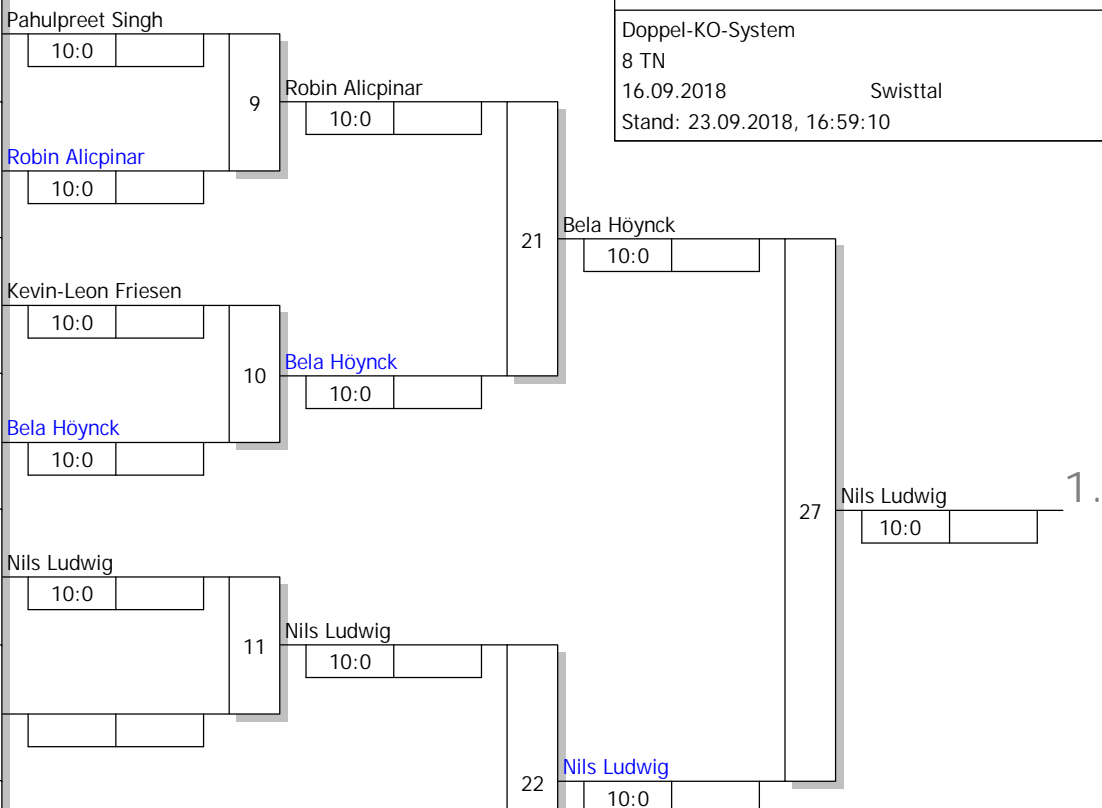 Pahulpreet Singh
10:0
9
Robin Alicpinar
10:0
Robin Alicpinar
10:0
Doppel-KO-System
8 TN
16.09.2018 Swisttal
Stand: 23.09.2018, 16:59:10
21
Bela Höynck
10:0
Kevin-Leon Friesen
10:0
10
Bela Höynck
10:0
Bela Höynck
10:0
27
Nils Ludwig
10:0
1.
Nils Ludwig
10:0
11
Nils Ludwig
10:0
22
Nils Ludwig
10:0